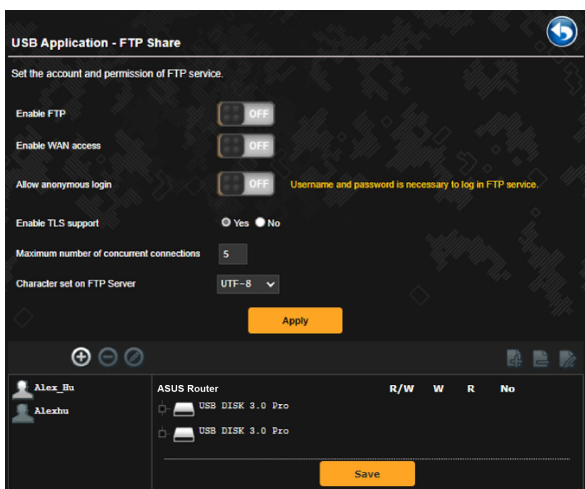 USB Application - FTP Share
Set the account and permission of FTP service.
Enable FTP OFF
Enable WAN access OFF
Allow anonymous login OFF Username and password is necessary to log in FTP service.
Enable TLS support Yes No
Maximum number of concurrent connections 5
Character set on FTP Server UTF-8
Apply
Alex_Hu
Alexhu
ASUS Router R/W W R No
USB DISK 3.0 Pro
USB DISK 3.0 Pro
Save